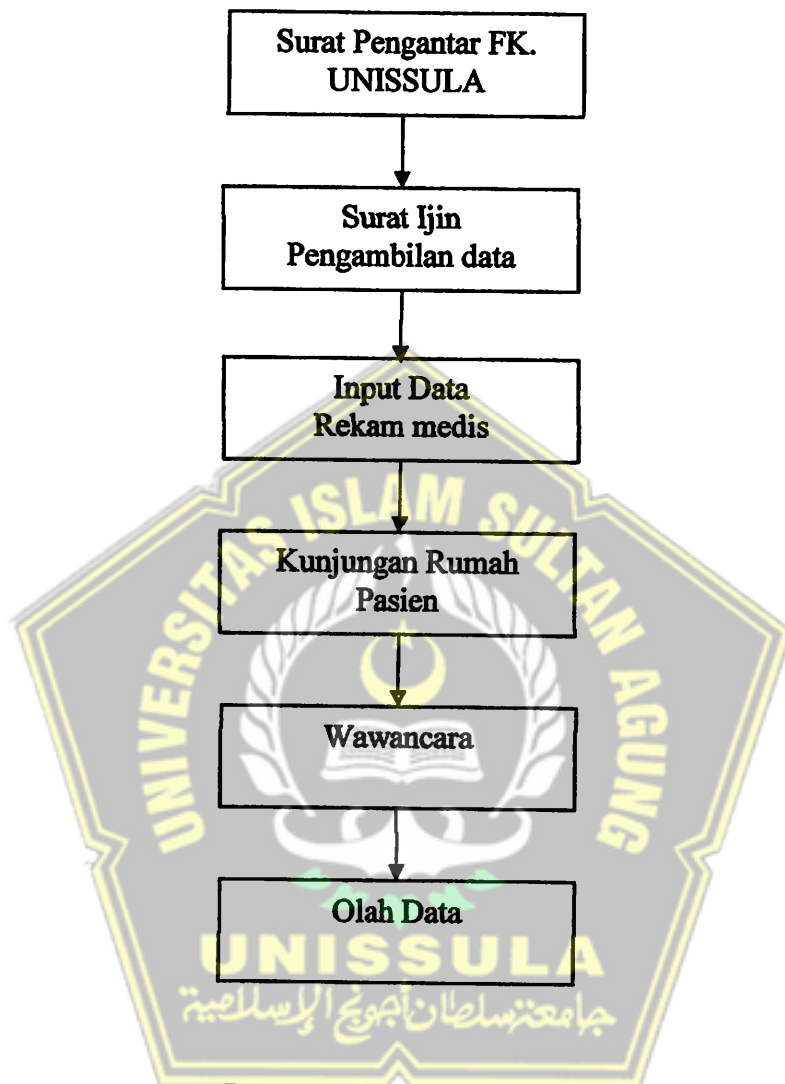 Surat Pengantar FK.
UNISSULA
Surat Ijin
Pengambilan data
Input Data
Rekam medis
UNIVERSITAS ISLAM SULTAN AGUNG
Kunjungan Rumah
Pasien
Wawancara
Olah Data
UNISSULA
جامعة سلطان أجونج الإسلامية